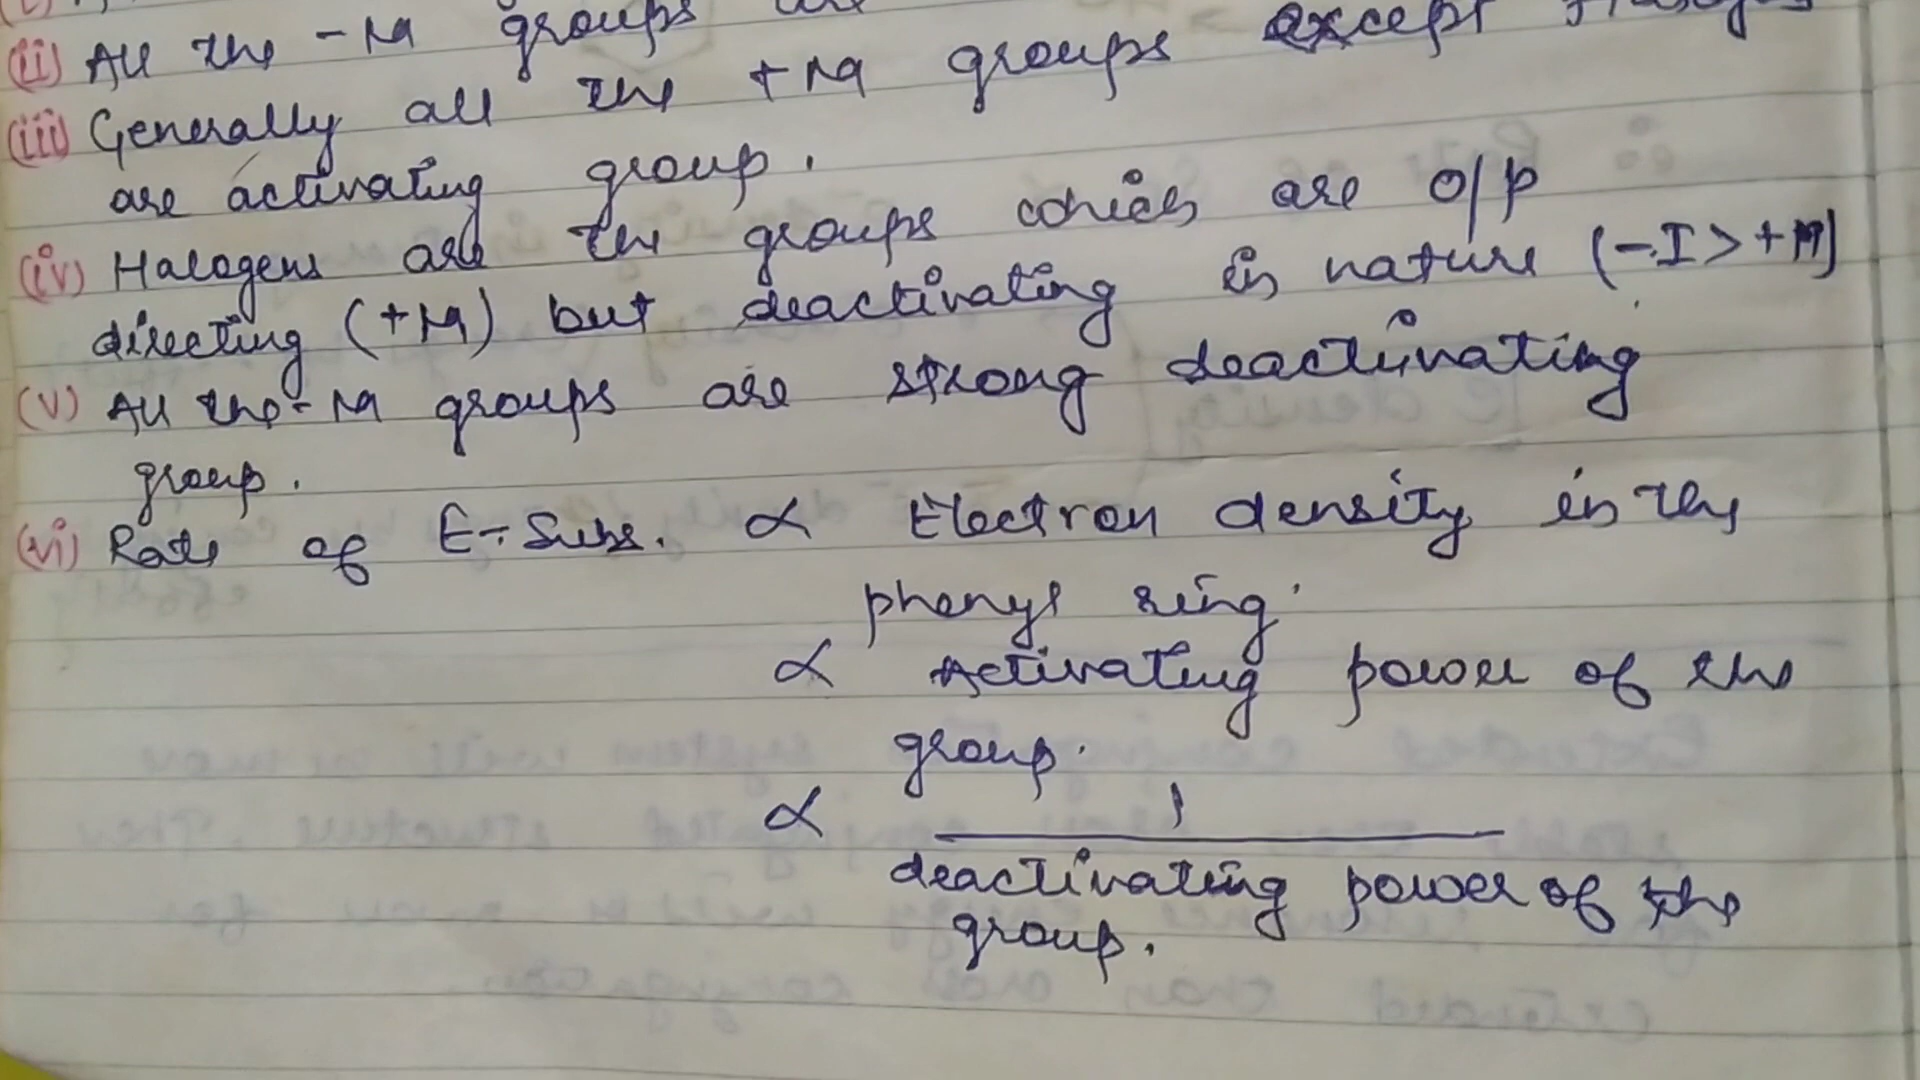 (ii) All the -M groups
(iii) Generally all the +M groups except
are activating group.
(iv) Halogens are the groups which are o/p
directing (+M) but deactivating in nature (-I > +M)
(v) All the -M groups are strong deactivating
group.
(vi) Rate of E- Subs. ∝ Electron density in the
phenyl ring.
∝ Activating power of the
group.
∝ 1
deactivating power of the
group.